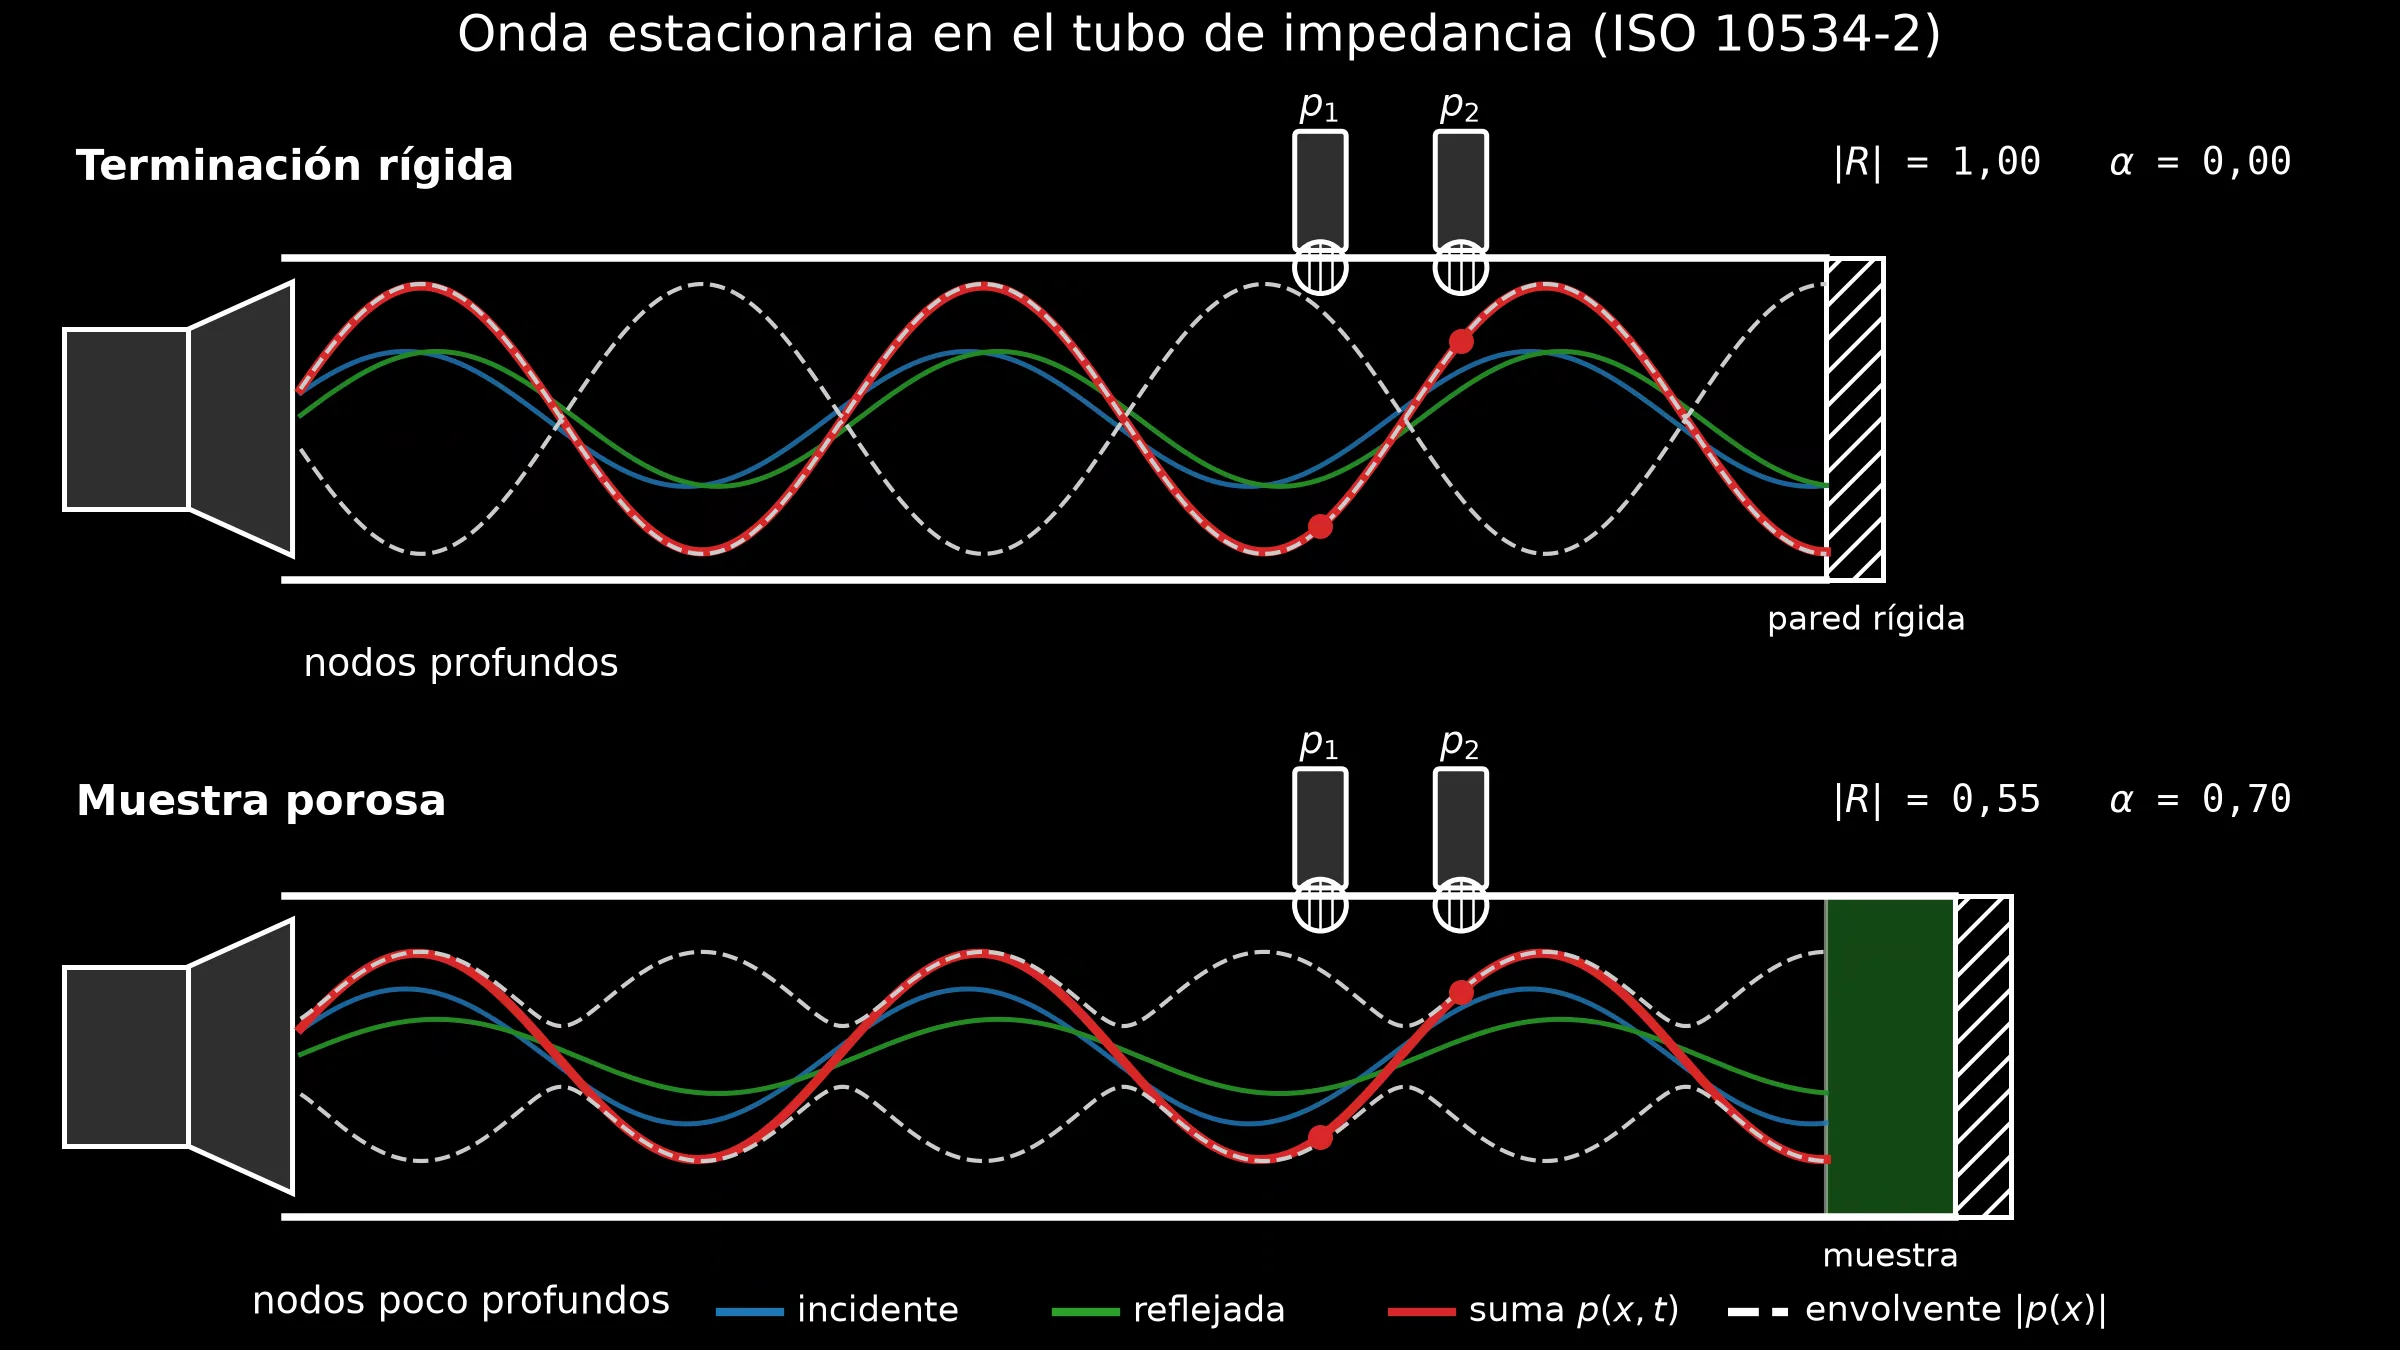 Onda estacionaria en el tubo de impedancia (ISO 10534-2)
p₁ p₂
Terminación rígida
|R| = 1,00 α = 0,00
pared rígida
nodos profundos
p₁ p₂
Muestra porosa
|R| = 0,55 α = 0,70
muestra
nodos poco profundos
incidente reflejada suma p(x, t) envolvente |p(x)|